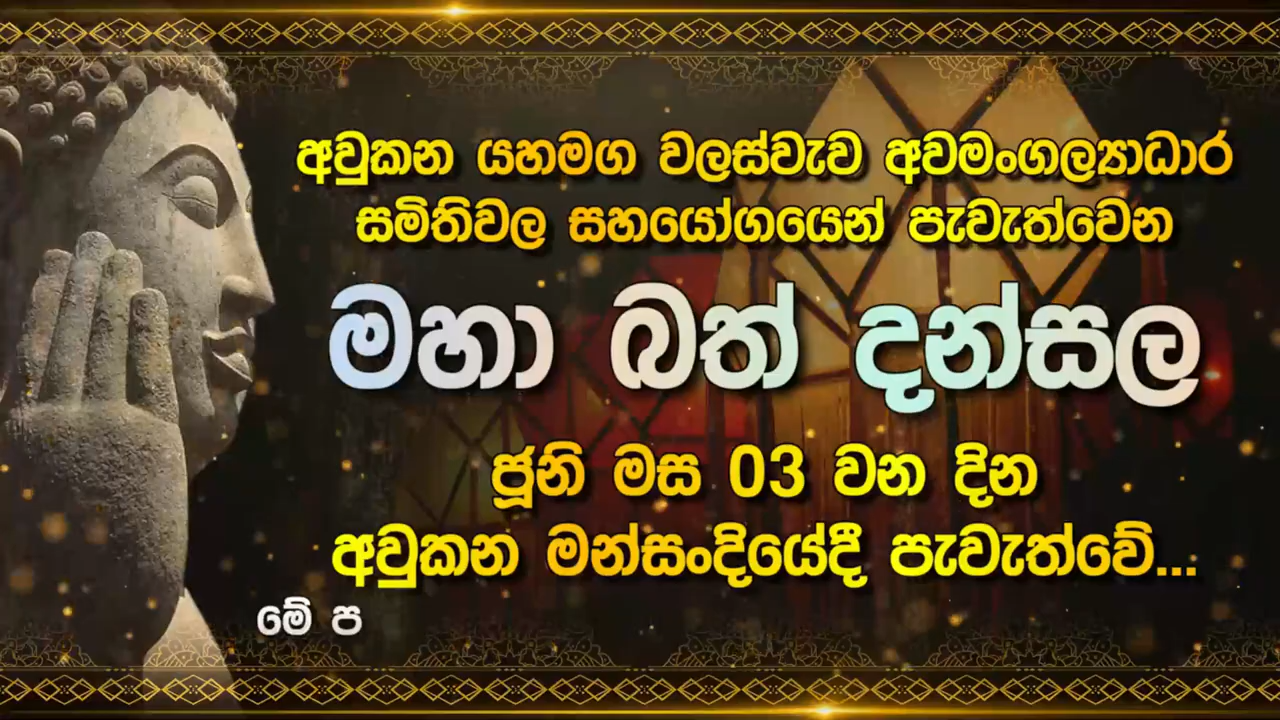 අවුකන යහමග වලස්වැව අවමංගල්‍යාධාර
සමිතිවල සහයෝගයෙන් පැවැත්වෙන
මහා බත් දන්සල
ජූනි මස 03 වන දින
අවුකන මන්සංදියේදී පැවැත්වේ...
මේ ප